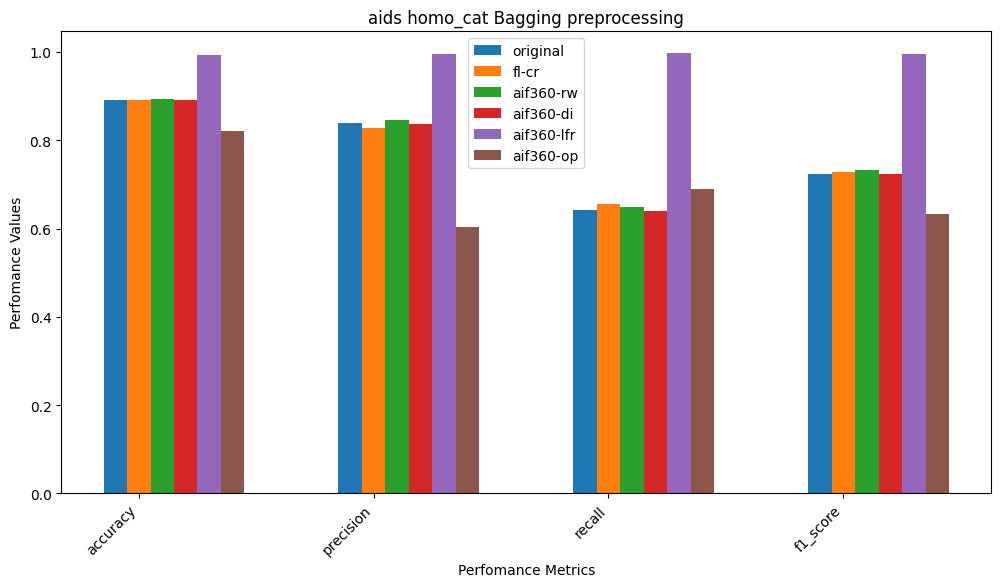 aids homo_cat Bagging preprocessing
original
fl-cr
aif360-rw
aif360-di
aif360-lfr
aif360-op
Perfomance Values
1.0
0.8
0.6
0.4
0.2
0.0
accuracy
precision
recall
f1_score
Perfomance Metrics